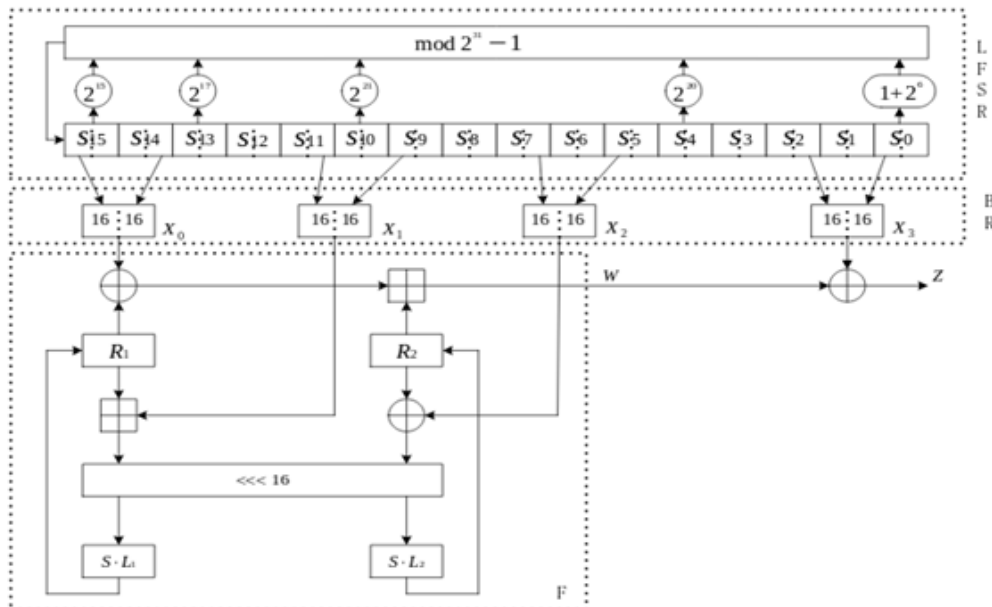 mod 2³¹ − 1
L
F
S
R
2¹⁵ 2¹⁷ 2²¹ 2²⁰ 1+2⁸
S15 S14 S13 S12 S11 S10 S9 S8 S7 S6 S5 S4 S3 S2 S1 S0
B
R
16 16 X₀ 16 16 X₁ 16 16 X₂ 16 16 X₃
W Z
R₁ R₂
<<< 16
S·L₁ S·L₂
F